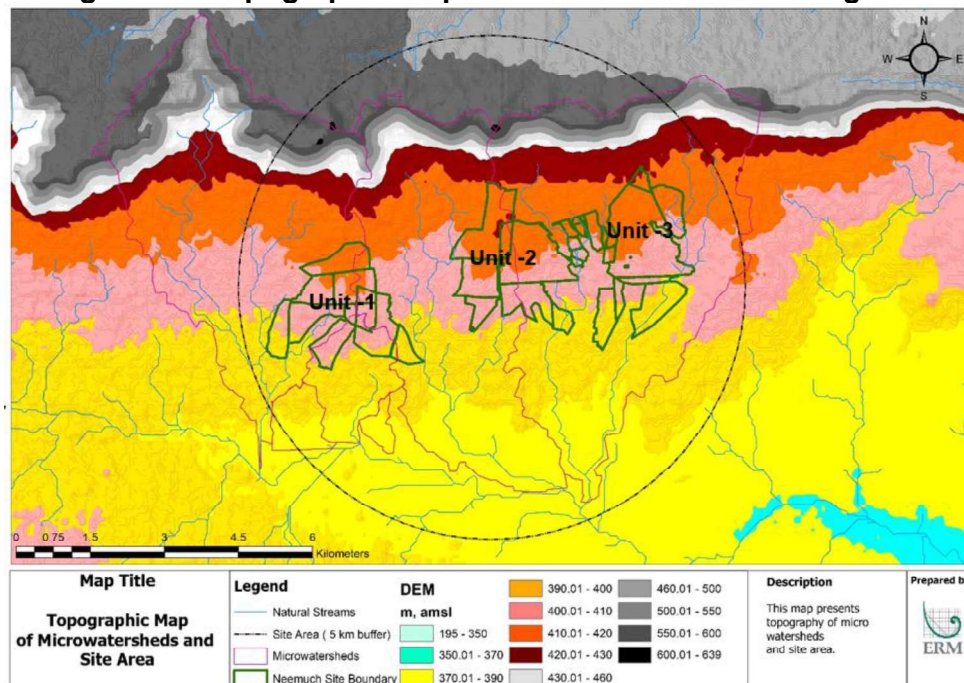 N
W E
S
Unit -1
Unit -2
Unit -3
0 0.75 1.5 3 4.5 6
Kilometers
Map Title
Topographic Map
of Microwatersheds and
Site Area
Legend
Natural Streams
Site Area ( 5 km buffer)
Microwatersheds
Neemuch Site Boundary
DEM
m, amsl
195 - 350
350.01 - 370
370.01 - 390
390.01 - 400
400.01 - 410
410.01 - 420
420.01 - 430
430.01 - 460
460.01 - 500
500.01 - 550
550.01 - 600
600.01 - 639
Description
This map presents
topography of micro
watersheds
and site area.
Prepared b
ERM